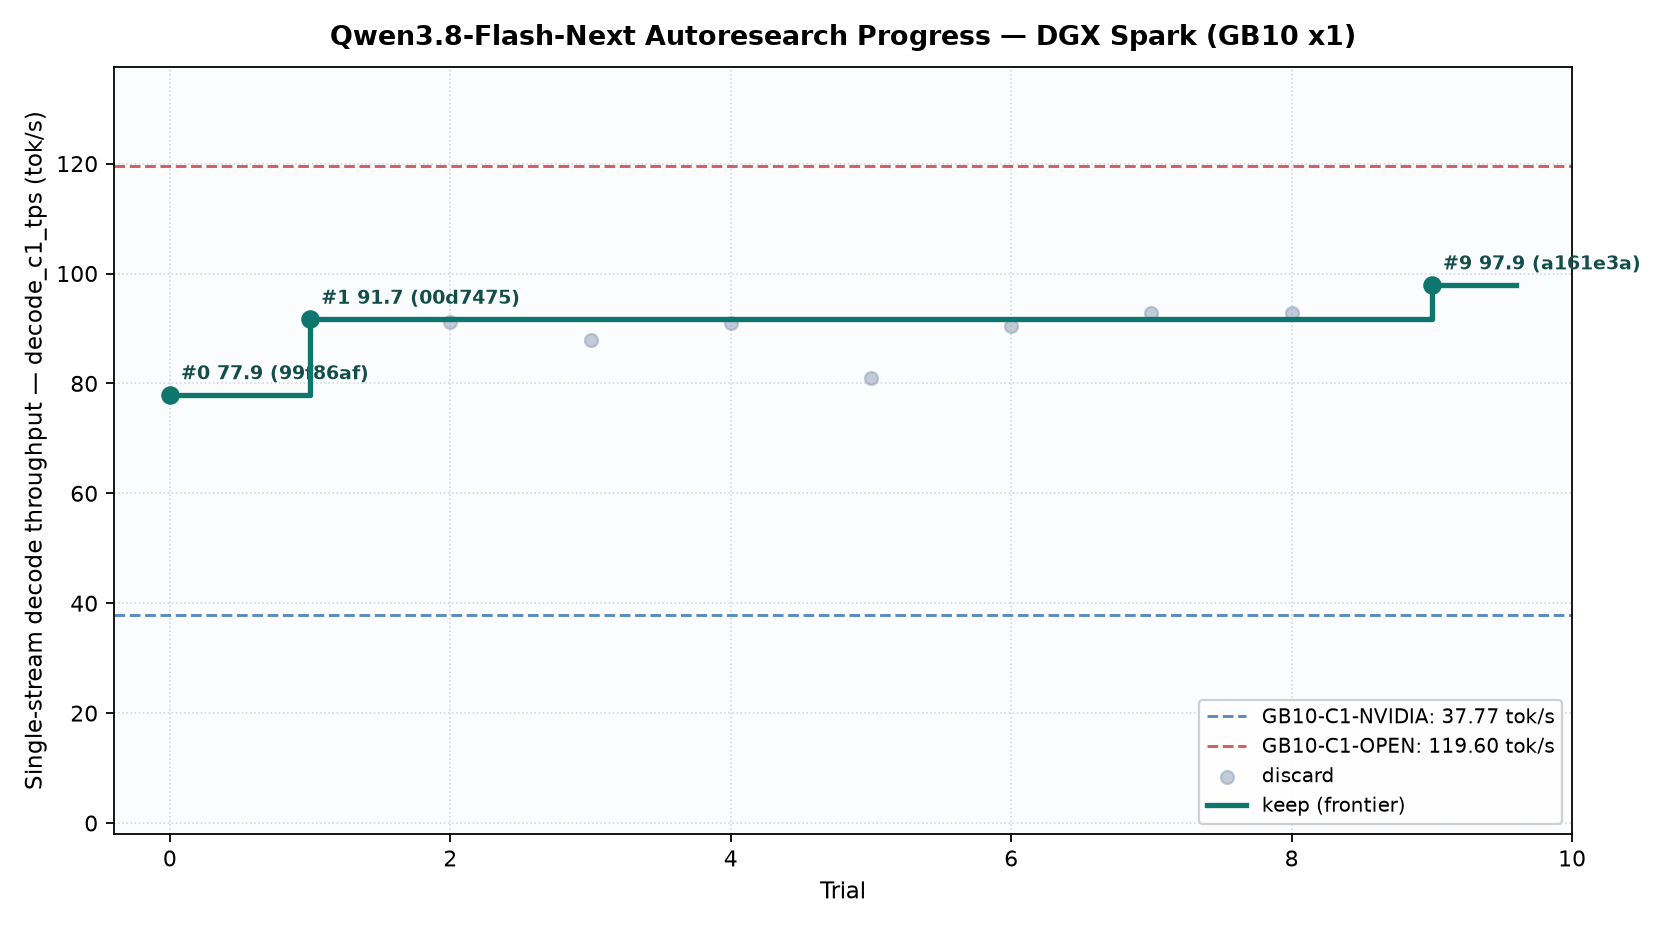 Qwen3.8-Flash-Next Autoresearch Progress — DGX Spark (GB10 x1)
Single-stream decode throughput — decode_c1_tps (tok/s)
120
100
80
60
40
20
0
#0 77.9 (99f86af)
#1 91.7 (00d7475)
#9 97.9 (a161e3a)
GB10-C1-NVIDIA: 37.77 tok/s
GB10-C1-OPEN: 119.60 tok/s
discard
keep (frontier)
0 2 4 6 8 10
Trial